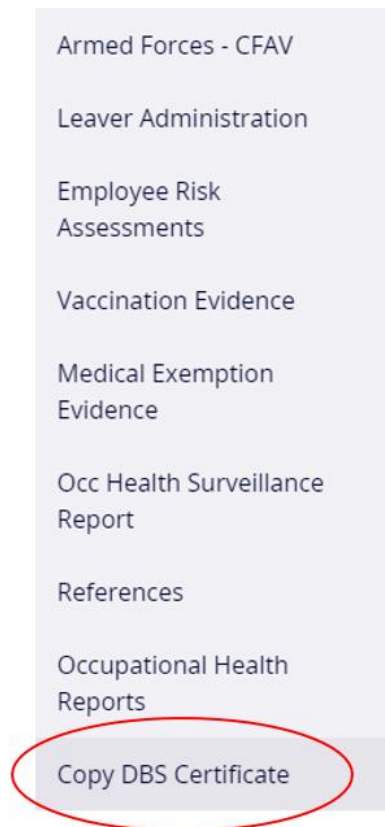 Armed Forces - CFAV
Leaver Administration
Employee Risk
Assessments
Vaccination Evidence
Medical Exemption
Evidence
Occ Health Surveillance
Report
References
Occupational Health
Reports
Copy DBS Certificate